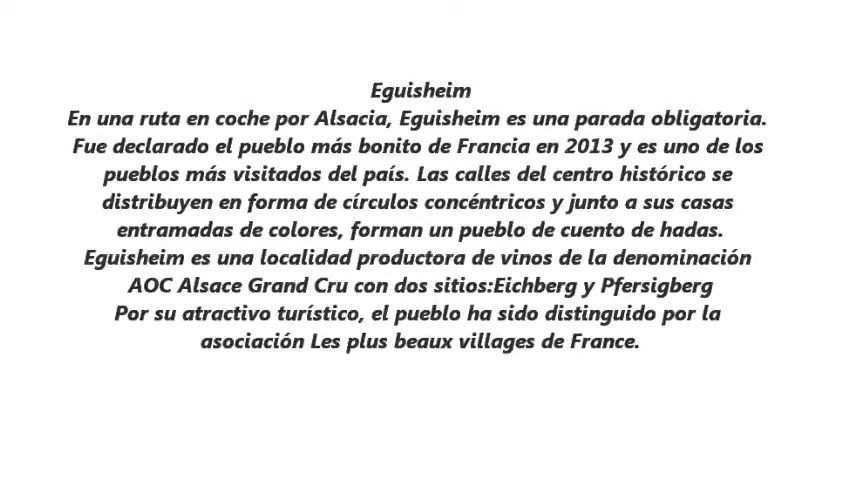 Eguisheim
En una ruta en coche por Alsacia, Eguisheim es una parada obligatoria.
Fue declarado el pueblo más bonito de Francia en 2013 y es uno de los
pueblos más visitados del país. Las calles del centro histórico se
distribuyen en forma de círculos concéntricos y junto a sus casas
entramadas de colores, forman un pueblo de cuento de hadas.
Eguisheim es una localidad productora de vinos de la denominación
AOC Alsace Grand Cru con dos sitios:Eichberg y Pfersigberg
Por su atractivo turístico, el pueblo ha sido distinguido por la
asociación Les plus beaux villages de France.